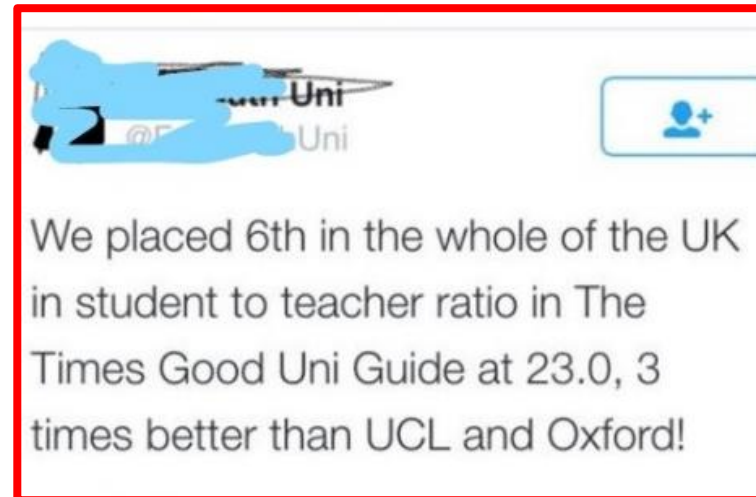 Uni
Uni
We placed 6th in the whole of the UK
in student to teacher ratio in The
Times Good Uni Guide at 23.0, 3
times better than UCL and Oxford!